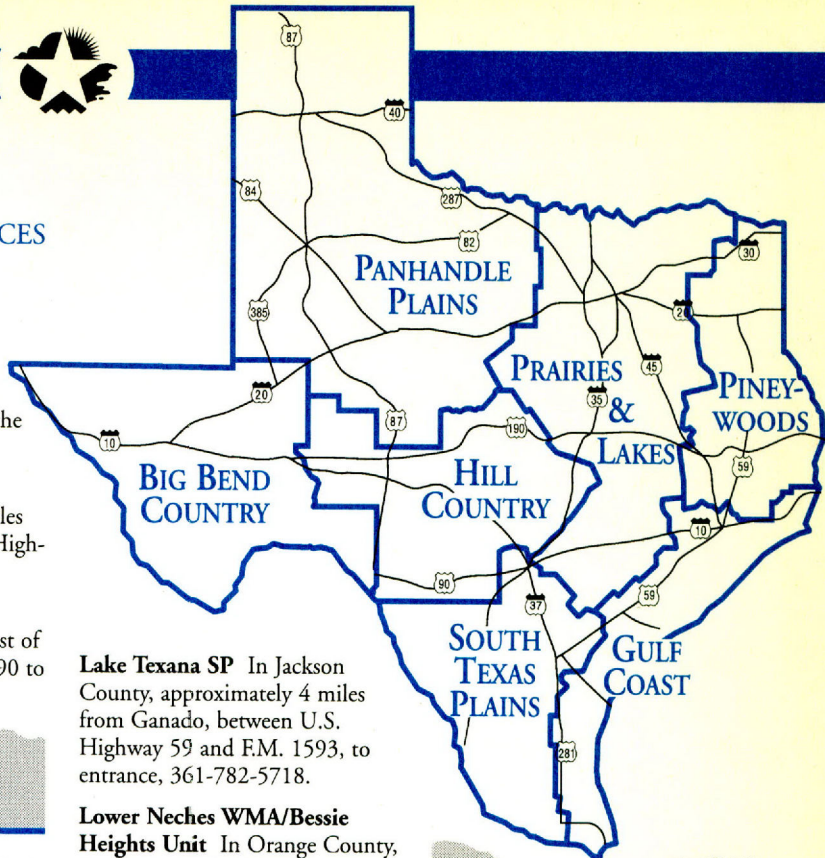 CES
he
les
High-
st of
90 to
Lake Texana SP In Jackson
County, approximately 4 miles
from Ganado, between U.S.
Highway 59 and F.M. 1593, to
entrance, 361-782-5718.
Lower Neches WMA/Bessie
Heights Unit In Orange County,
87
40
84
287
82
PANHANDLE
PLAINS
30
385
20
PRAIRIES
&
LAKES
45
35
PINEY-
WOODS
20
10
87
190
59
BIG BEND
COUNTRY
HILL
COUNTRY
10
90
37
59
SOUTH
TEXAS
PLAINS
GULF
COAST
281